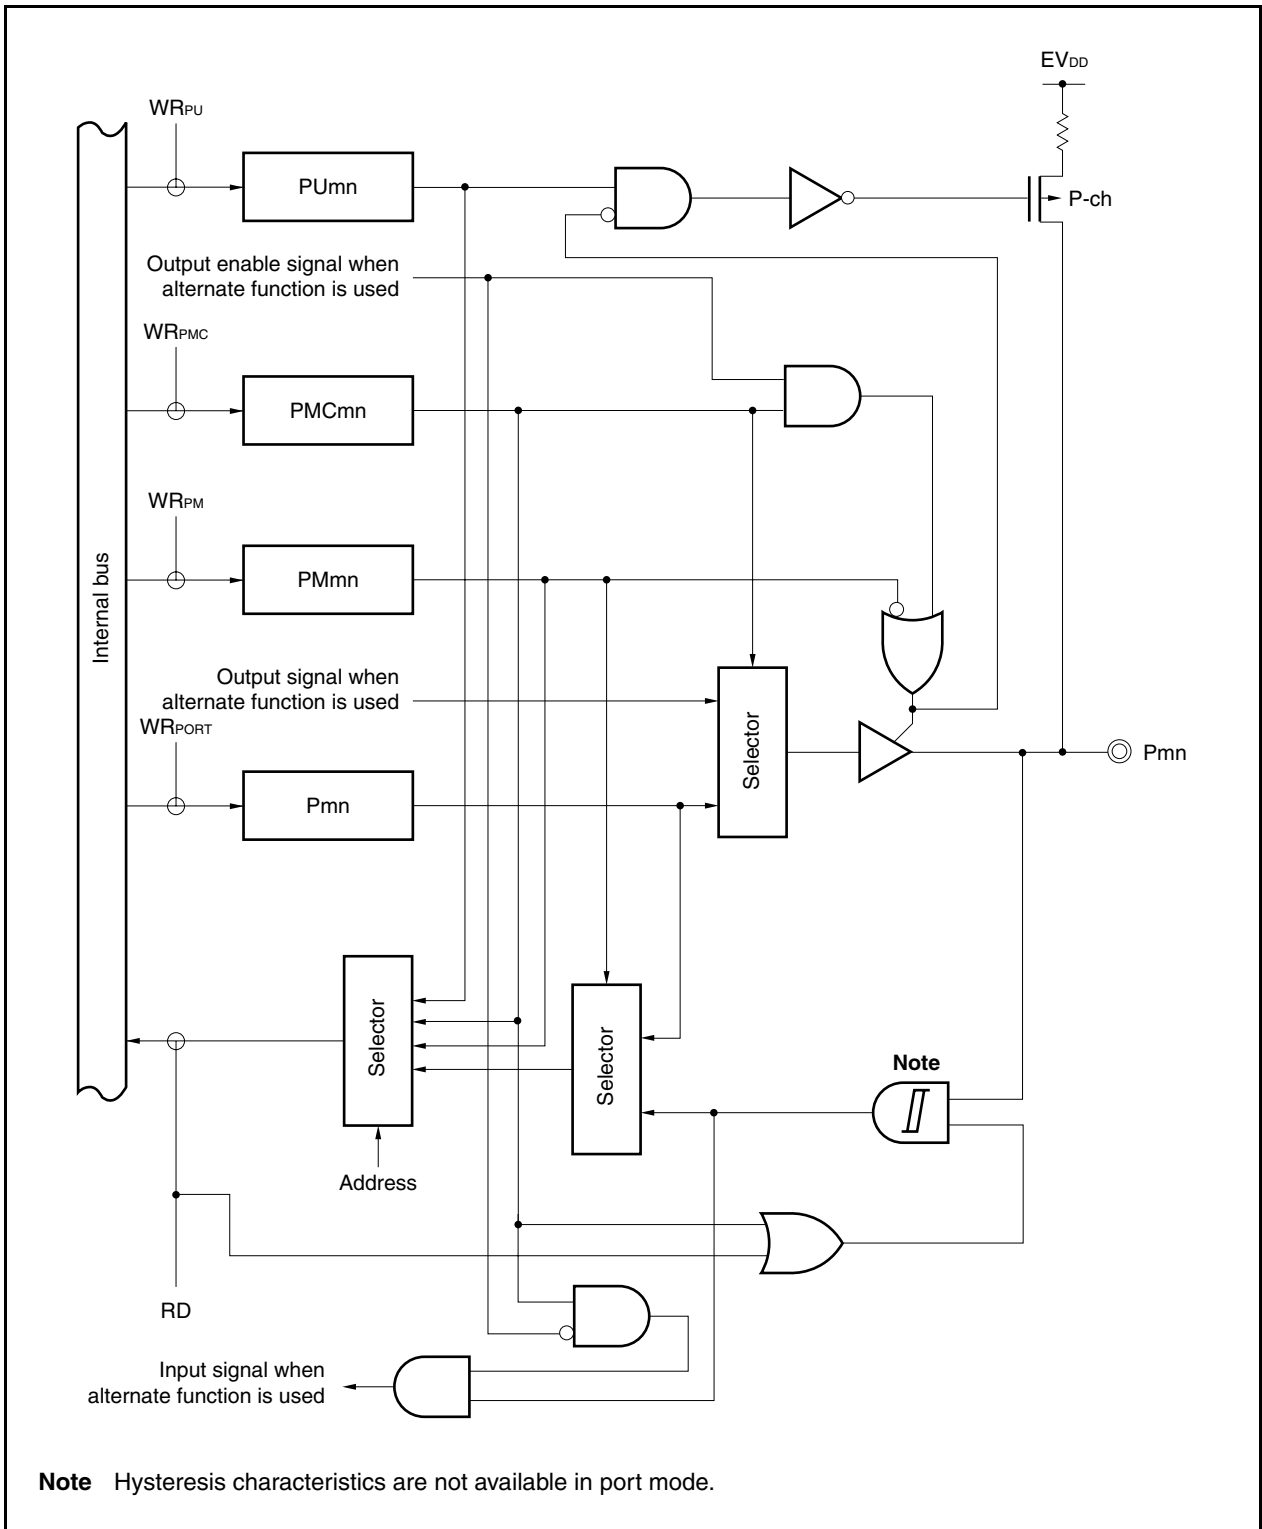 EVDD
WRPU
PUmn
P-ch
Output enable signal when
alternate function is used
WRPMC
PMCmn
WRPM
PMmn
Internal bus
Output signal when
alternate function is used
WRPORT
Selector
Pmn
Pmn
Selector
Selector
Note
Address
RD
Input signal when
alternate function is used
Note Hysteresis characteristics are not available in port mode.